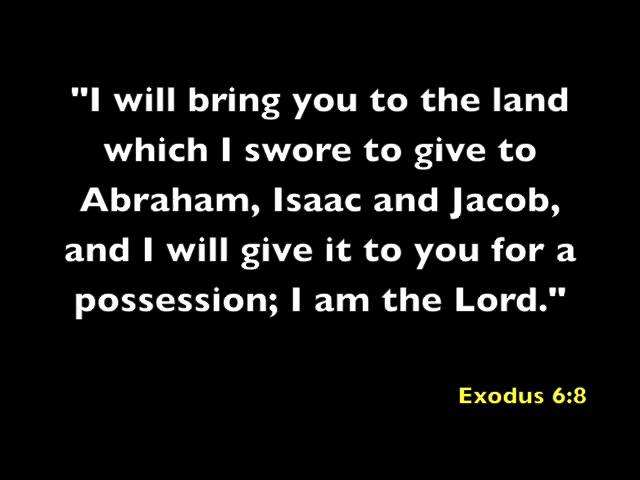 "I will bring you to the land
which I swore to give to
Abraham, Isaac and Jacob,
and I will give it to you for a
possession; I am the Lord."
Exodus 6:8